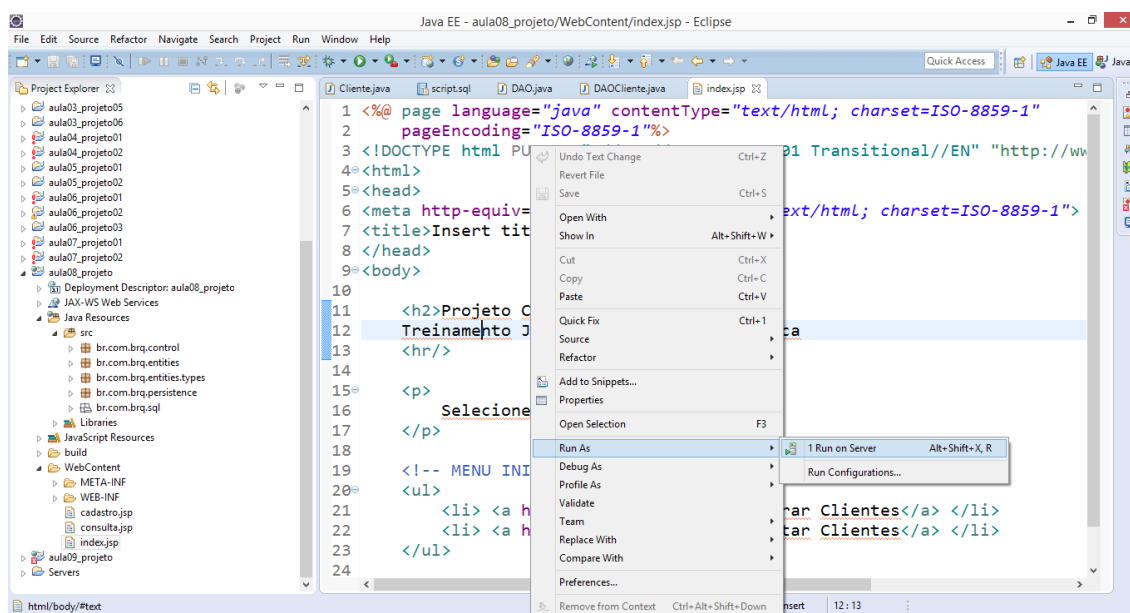 Java EE - aula08_projeto/WebContent/index.jsp - Eclipse
File Edit Source Refactor Navigate Search Project Run Window Help
Quick Access
Java EE
Java
Project Explorer
aula03_projeto05
aula03_projeto06
aula04_projeto01
aula04_projeto02
aula05_projeto01
aula05_projeto02
aula06_projeto01
aula06_projeto02
aula06_projeto03
aula07_projeto01
aula07_projeto02
aula08_projeto
Deployment Descriptor: aula08_projeto
JAX-WS Web Services
Java Resources
src
br.com.brq.control
br.com.brq.entities
br.com.brq.entities.types
br.com.brq.persistence
br.com.brq.sql
Libraries
JavaScript Resources
build
WebContent
META-INF
WEB-INF
cadastro.jsp
consulta.jsp
index.jsp
aula09_projeto
Servers
Cliente.java script.sql DAO.java DAOCliente.java index.jsp
1 <%@ page language="java" contentType="text/html; charset=ISO-8859-1"
2 pageEncoding="ISO-8859-1"%>
3 <!DOCTYPE html PU 01 Transitional//EN" "http://ww
4 <html>
5 <head>
6 <meta http-equiv= ext/html; charset=ISO-8859-1">
7 <title>Insert tit
8 </head>
9 <body>
10
11 <h2>Projeto C
12 Treinamento J ca
13 <hr/>
14
15 <p>
16 Selecione
17 </p>
18
19 <!-- MENU INI
20 <ul>
21 <li> <a h rar Clientes</a> </li>
22 <li> <a h tar Clientes</a> </li>
23 </ul>
24
Undo Text Change Ctrl+Z
Revert File
Save Ctrl+S
Open With
Show In Alt+Shift+W
Cut Ctrl+X
Copy Ctrl+C
Paste Ctrl+V
Quick Fix Ctrl+1
Source
Refactor
Add to Snippets...
Properties
Open Selection F3
Run As
Debug As
Profile As
Validate
Team
Replace With
Compare With
Preferences...
Remove from Context Ctrl+Alt+Shift+Down
1 Run on Server Alt+Shift+X, R
Run Configurations...
html/body/#text
nsert 12 : 13